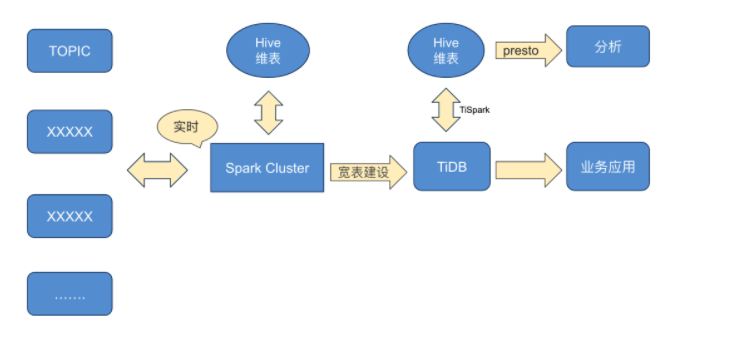 TOPIC
XXXXX
XXXXX
.......
实时
Hive
维表
Spark Cluster
宽表建设
Hive
维表
TiSpark
TiDB
presto
分析
业务应用